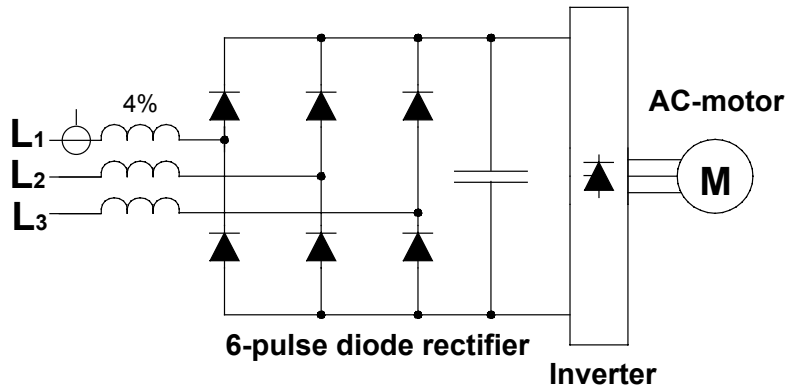 4%
AC-motor
L1
L2
L3
M
6-pulse diode rectifier
Inverter